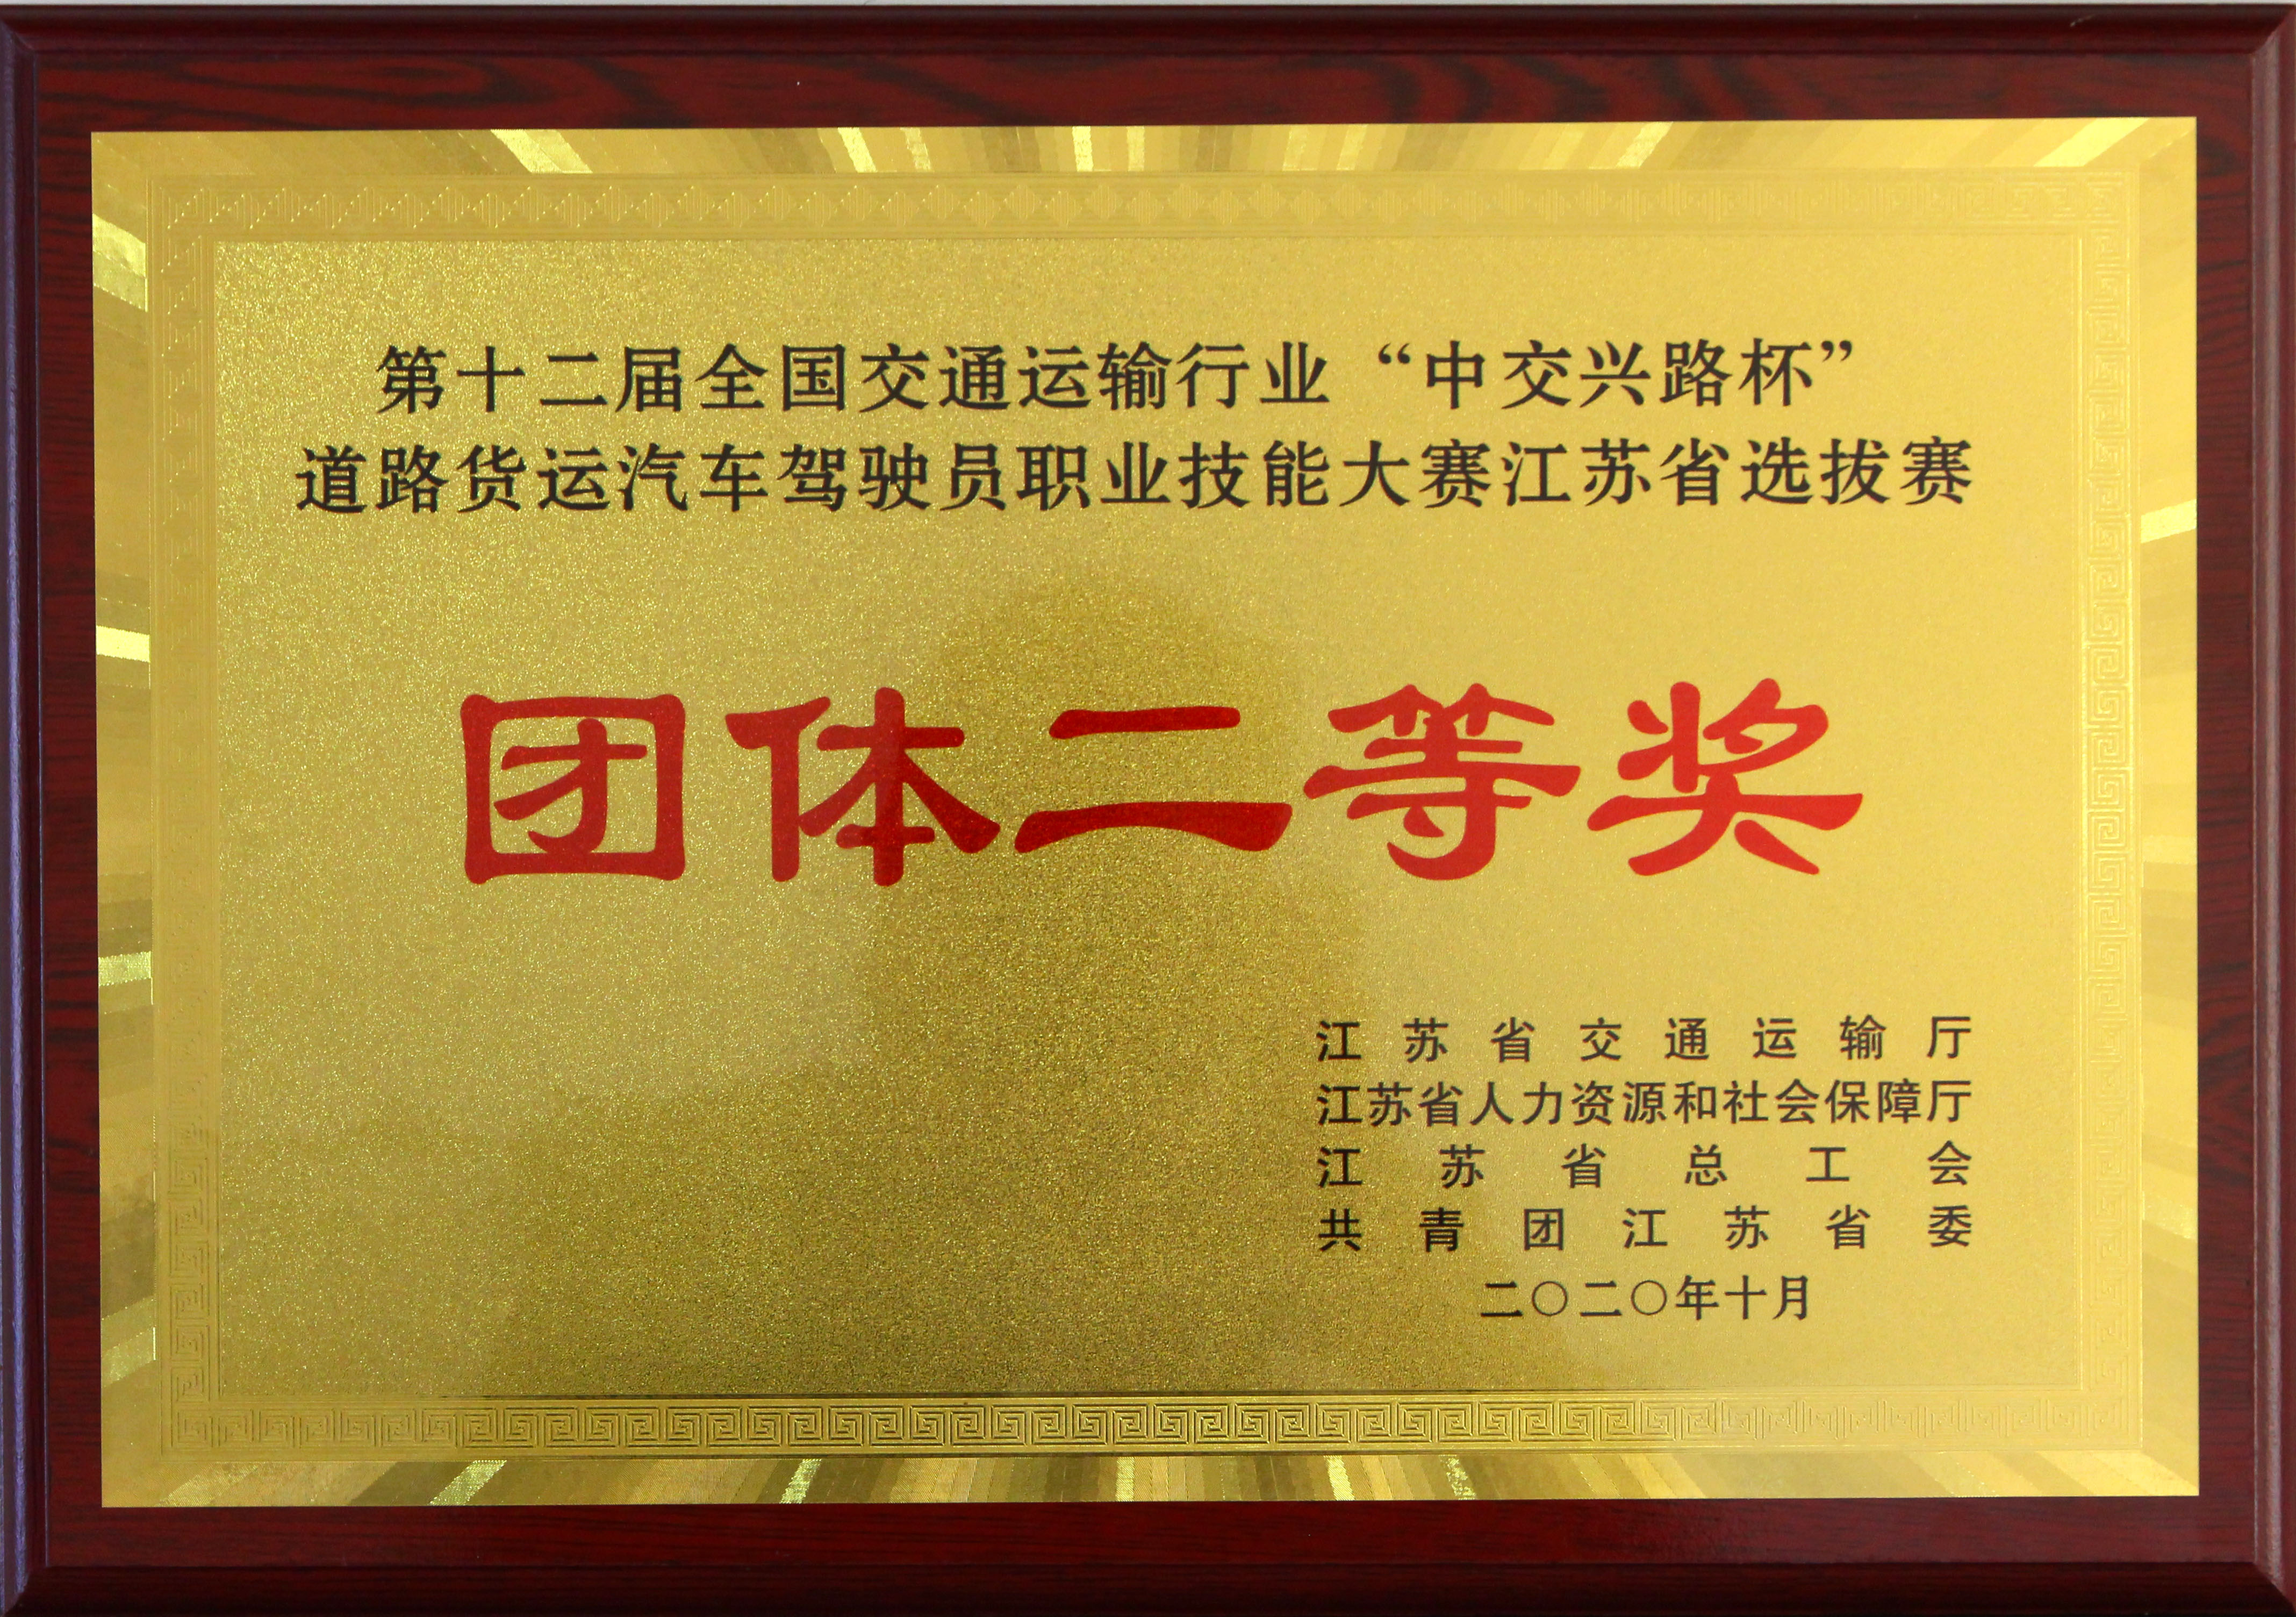 第十二届全国交通运输行业“中交兴路杯”
道路货运汽车驾驶员职业技能大赛江苏省选拔赛
团体二等奖
江苏省交通运输厅
江苏省人力资源和社会保障厅
江苏省总工会
共青团江苏省委
二〇二〇年十月